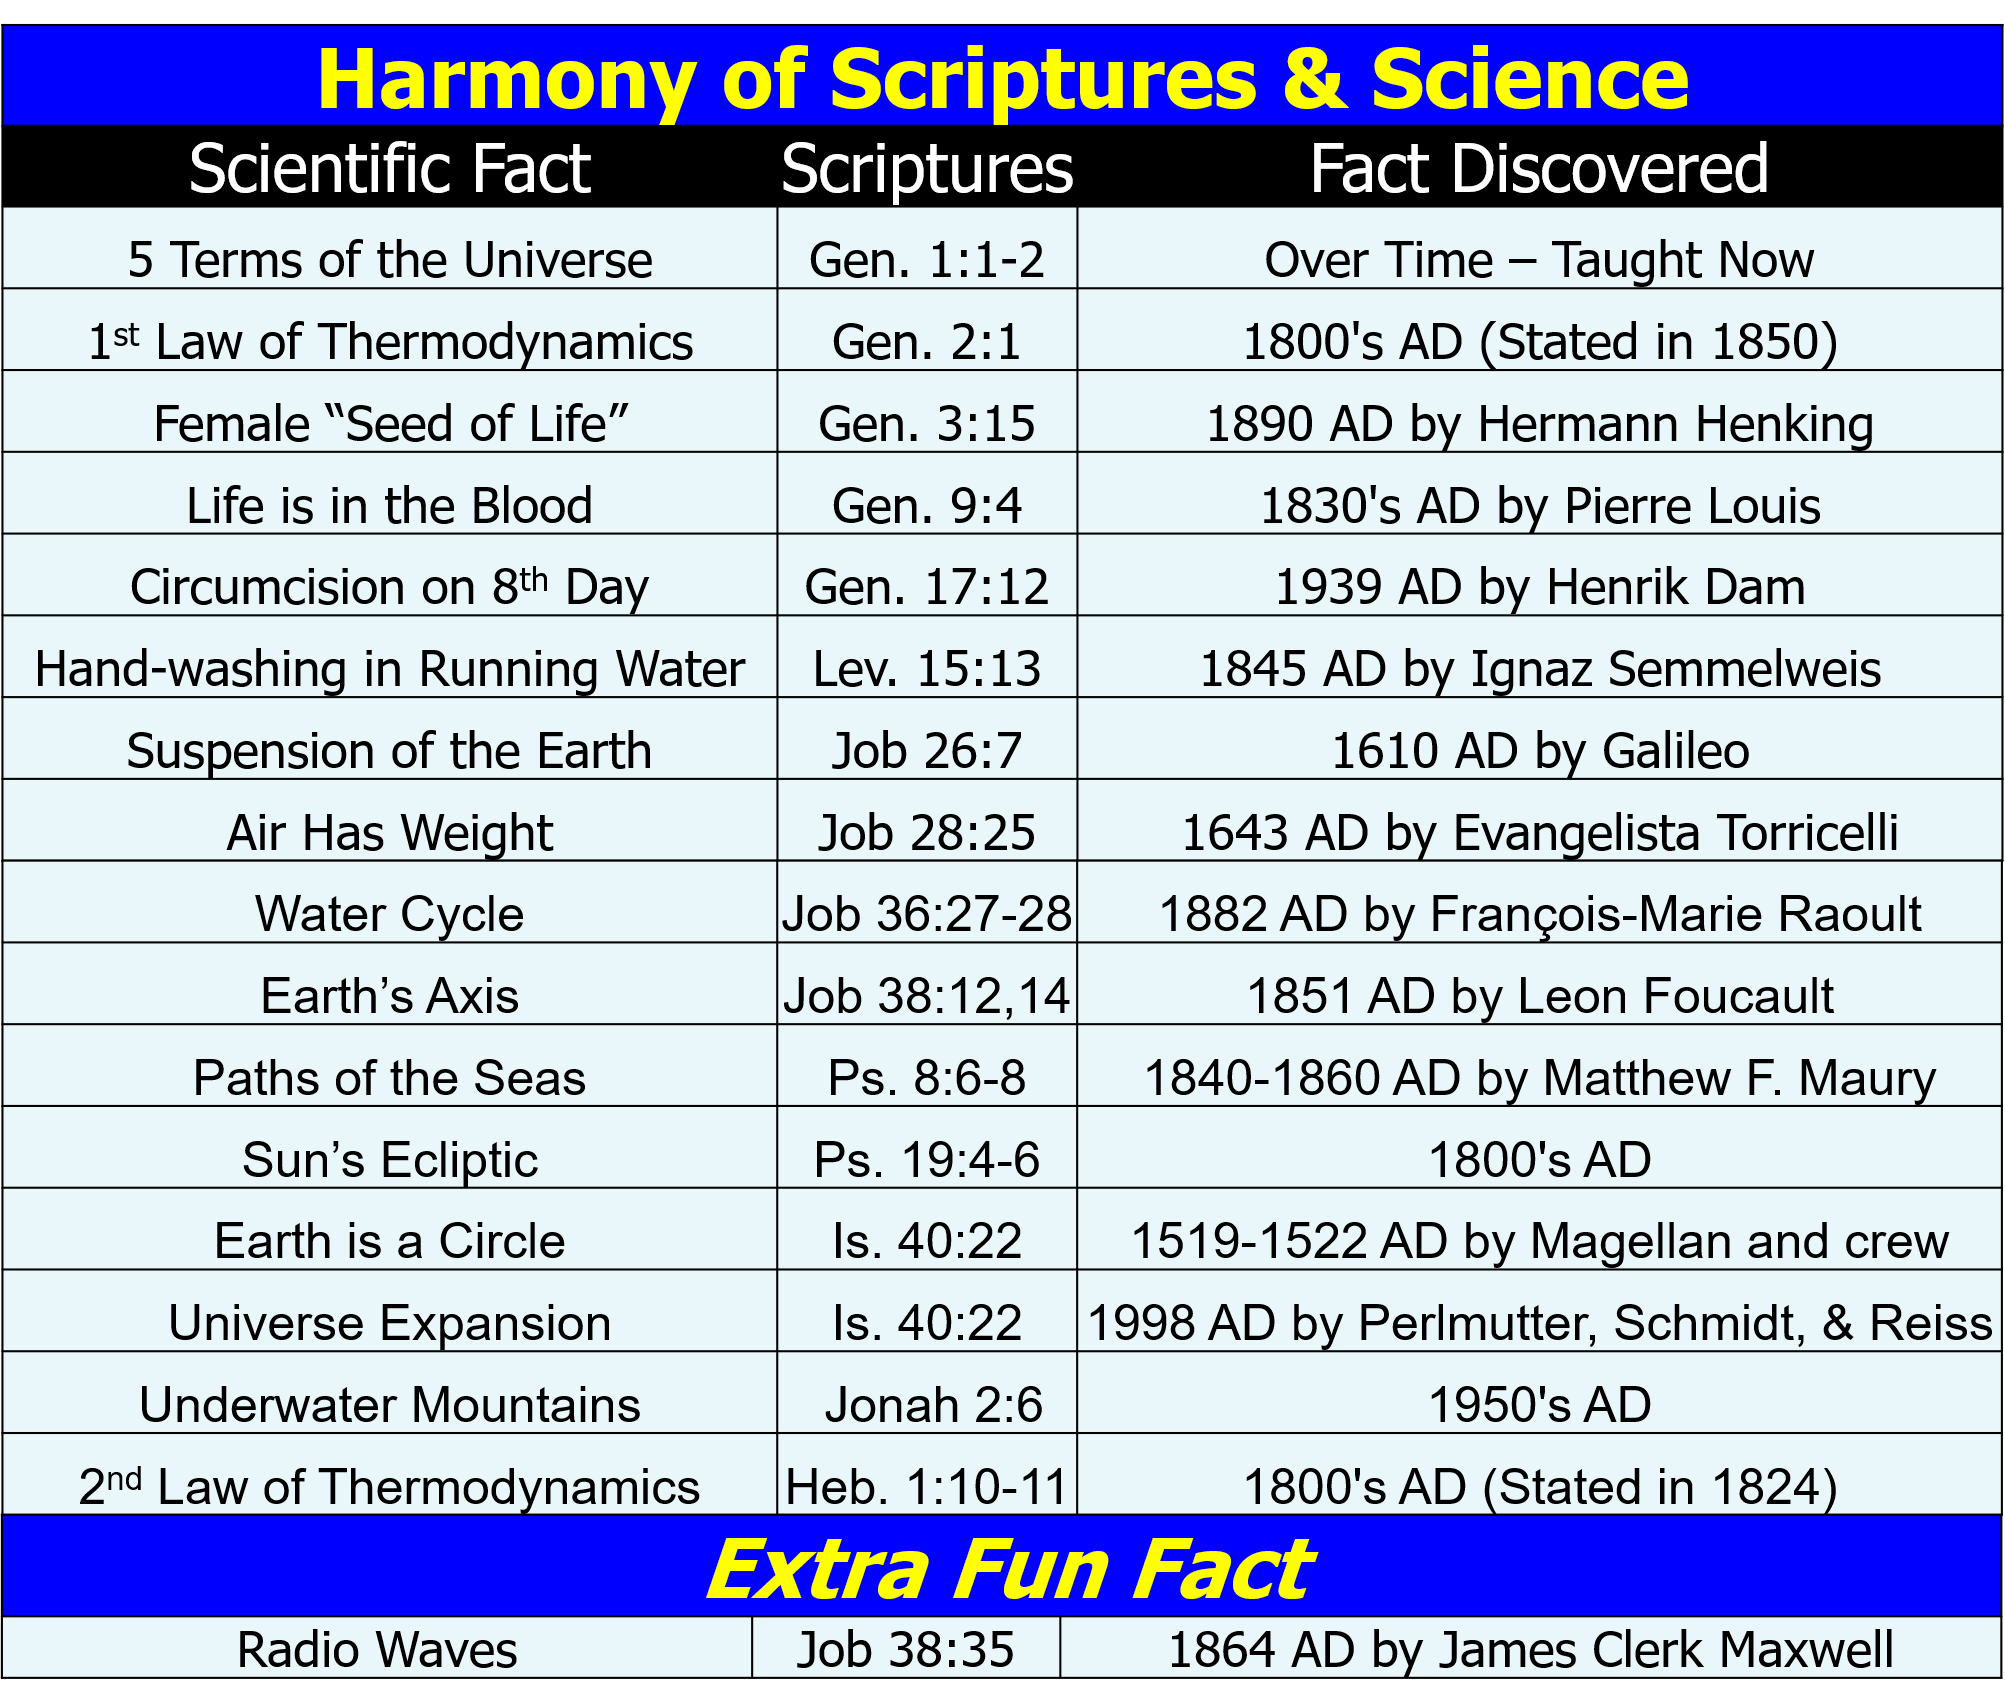 Harmony of Scriptures & Science
Scientific Fact Scriptures Fact Discovered
5 Terms of the Universe Gen. 1:1-2 Over Time – Taught Now
1st Law of Thermodynamics Gen. 2:1 1800's AD (Stated in 1850)
Female “Seed of Life” Gen. 3:15 1890 AD by Hermann Henking
Life is in the Blood Gen. 9:4 1830's AD by Pierre Louis
Circumcision on 8th Day Gen. 17:12 1939 AD by Henrik Dam
Hand-washing in Running Water Lev. 15:13 1845 AD by Ignaz Semmelweis
Suspension of the Earth Job 26:7 1610 AD by Galileo
Air Has Weight Job 28:25 1643 AD by Evangelista Torricelli
Water Cycle Job 36:27-28 1882 AD by François-Marie Raoult
Earth’s Axis Job 38:12,14 1851 AD by Leon Foucault
Paths of the Seas Ps. 8:6-8 1840-1860 AD by Matthew F. Maury
Sun’s Ecliptic Ps. 19:4-6 1800's AD
Earth is a Circle Is. 40:22 1519-1522 AD by Magellan and crew
Universe Expansion Is. 40:22 1998 AD by Perlmutter, Schmidt, & Reiss
Underwater Mountains Jonah 2:6 1950's AD
2nd Law of Thermodynamics Heb. 1:10-11 1800's AD (Stated in 1824)
Extra Fun Fact
Radio Waves Job 38:35 1864 AD by James Clerk Maxwell